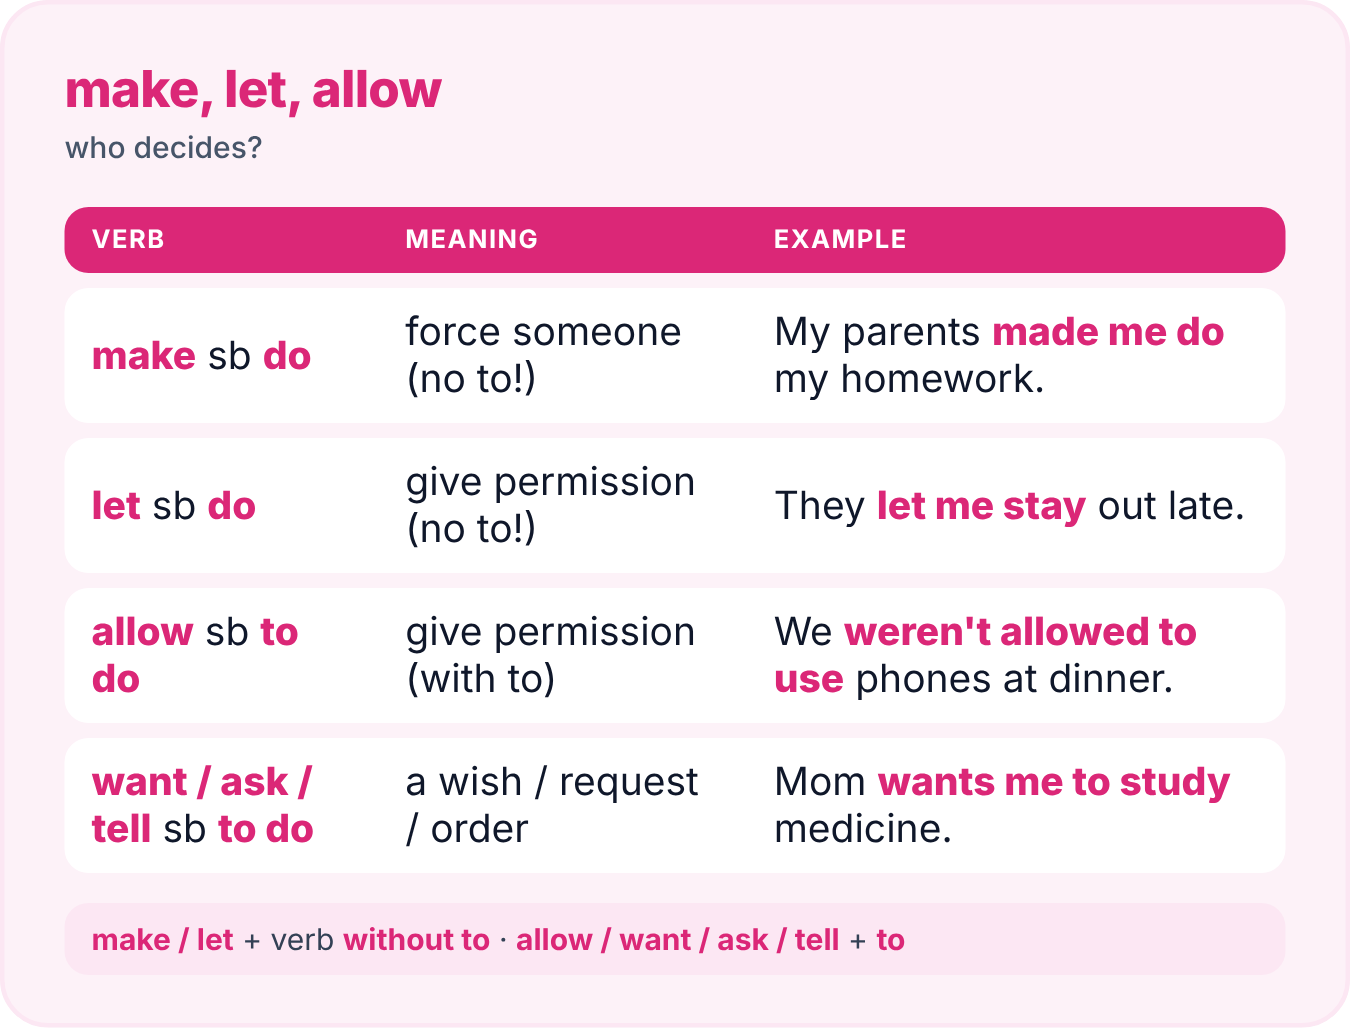 make, let, allow
who decides?
VERB MEANING EXAMPLE
make sb do
force someone
(no to!)
My parents made me do
my homework.
let sb do
give permission
(no to!)
They let me stay out late.
allow sb to
do
give permission
(with to)
We weren't allowed to
use phones at dinner.
want / ask /
tell sb to do
a wish / request
/ order
Mom wants me to study
medicine.
make / let + verb without to · allow / want / ask / tell + to